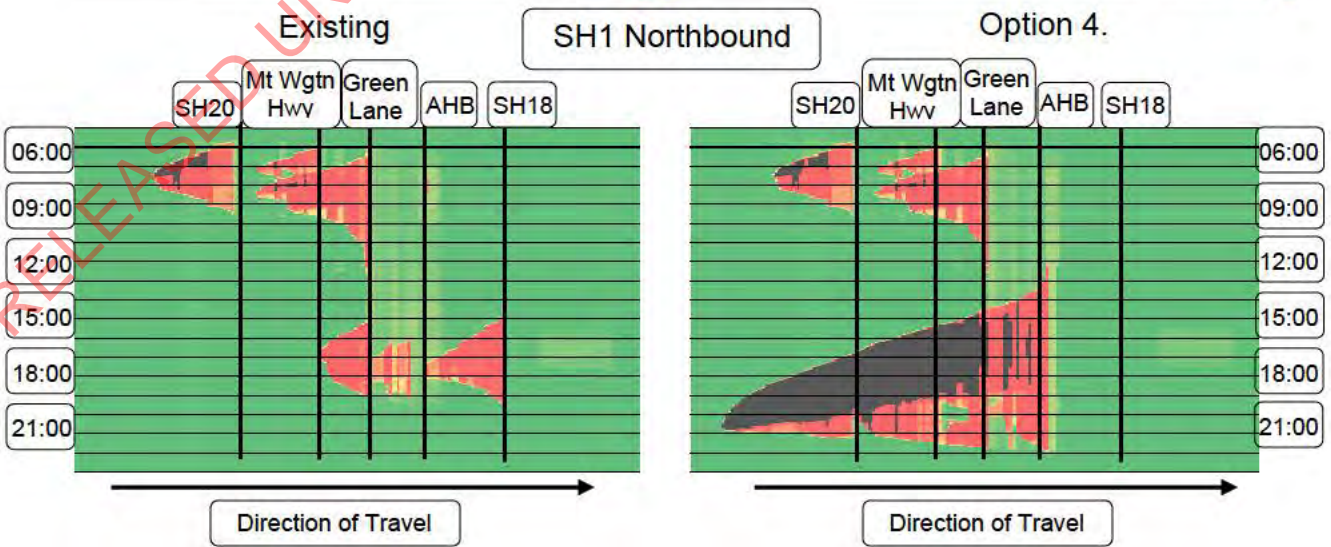 RELEASED UN
Existing
SH1 Northbound
Option 4.
SH20
Mt Wgtn
Hwy
Green
Lane
AHB
SH18
SH20
Mt Wgtn
Hwy
Green
Lane
AHB
SH18
06:00
09:00
12:00
15:00
18:00
21:00
06:00
09:00
12:00
15:00
18:00
21:00
Direction of Travel
Direction of Travel